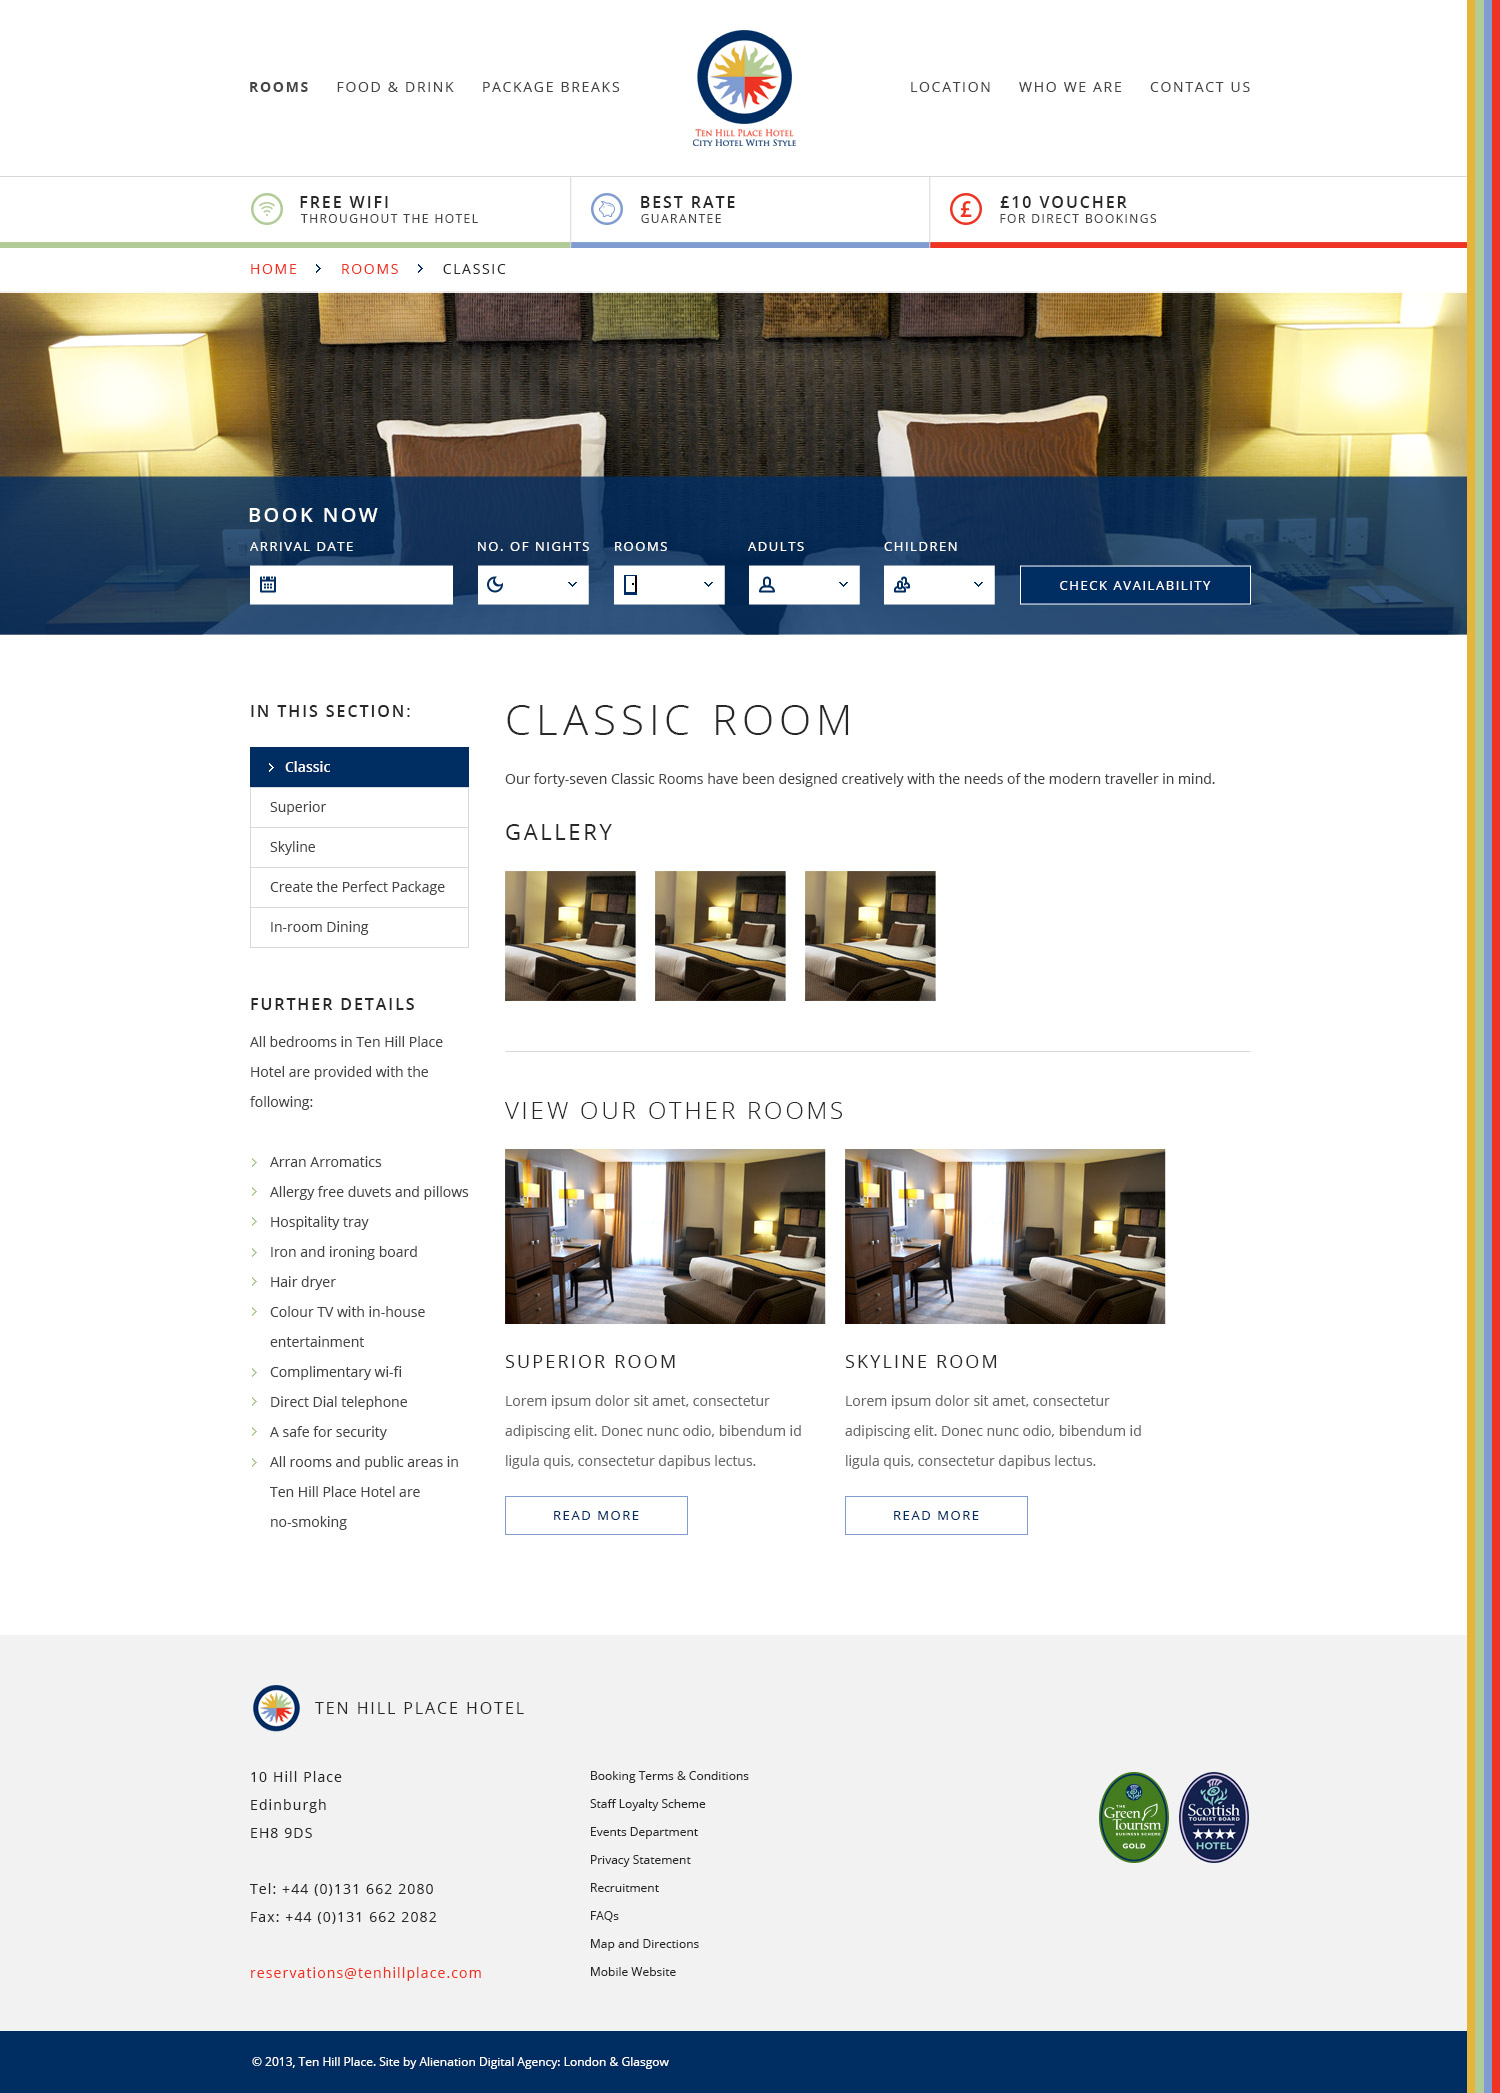 ROOMS FOOD & DRINK PACKAGE BREAKS
TEN HILL PLACE HOTEL
CITY HOTEL WITH STYLE
LOCATION WHO WE ARE CONTACT US
FREE WIFI
THROUGHOUT THE HOTEL
BEST RATE
GUARANTEE
£
£10 VOUCHER
FOR DIRECT BOOKINGS
HOME ROOMS CLASSIC
BOOK NOW
ARRIVAL DATE NO. OF NIGHTS ROOMS ADULTS CHILDREN
CHECK AVAILABILITY
IN THIS SECTION:
Classic
Superior
Skyline
Create the Perfect Package
In-room Dining
FURTHER DETAILS
All bedrooms in Ten Hill Place
Hotel are provided with the
following:
Arran Arromatics
Allergy free duvets and pillows
Hospitality tray
Iron and ironing board
Hair dryer
Colour TV with in-house
entertainment
Complimentary wi-fi
Direct Dial telephone
A safe for security
All rooms and public areas in
Ten Hill Place Hotel are
no-smoking
CLASSIC ROOM
Our forty-seven Classic Rooms have been designed creatively with the needs of the modern traveller in mind.
GALLERY
VIEW OUR OTHER ROOMS
SUPERIOR ROOM
Lorem ipsum dolor sit amet, consectetur
adipiscing elit. Donec nunc odio, bibendum id
ligula quis, consectetur dapibus lectus.
READ MORE
SKYLINE ROOM
Lorem ipsum dolor sit amet, consectetur
adipiscing elit. Donec nunc odio, bibendum id
ligula quis, consectetur dapibus lectus.
READ MORE
TEN HILL PLACE HOTEL
10 Hill Place
Edinburgh
EH8 9DS
Tel: +44 (0)131 662 2080
Fax: +44 (0)131 662 2082
reservations@tenhillplace.com
Booking Terms & Conditions
Staff Loyalty Scheme
Events Department
Privacy Statement
Recruitment
FAQs
Map and Directions
Mobile Website
THE
Green
Tourism
BUSINESS SCHEME
GOLD
Scottish
TOURIST BOARD
HOTEL
© 2013, Ten Hill Place. Site by Alienation Digital Agency: London & Glasgow